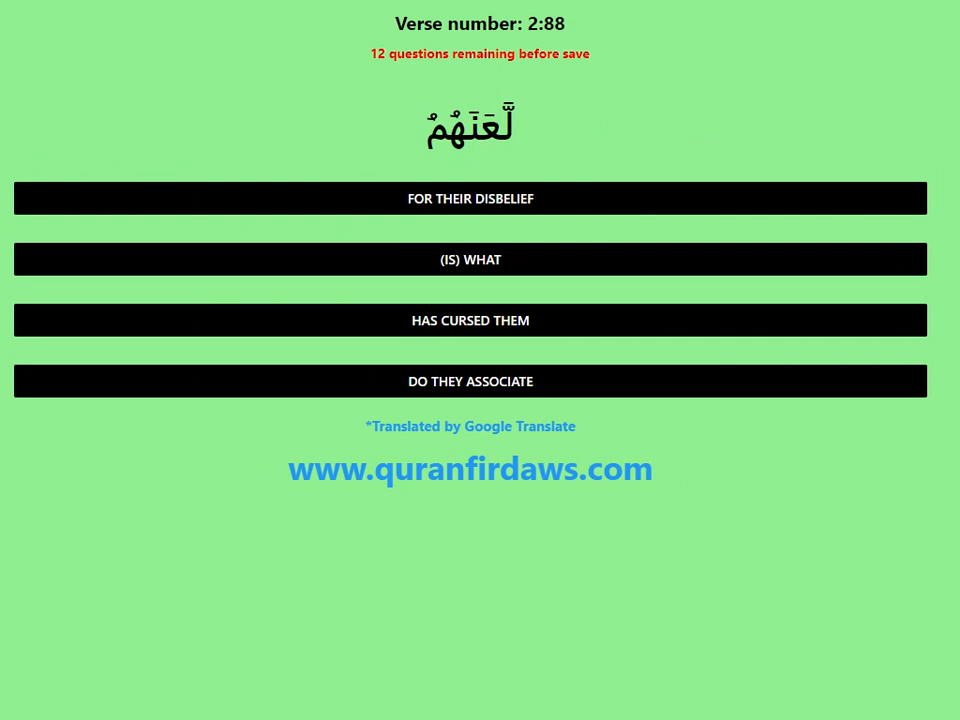 Verse number: 2:88
12 questions remaining before save
لَّعَنَهُمُ
FOR THEIR DISBELIEF
(IS) WHAT
HAS CURSED THEM
DO THEY ASSOCIATE
*Translated by Google Translate
www.quranfirdaws.com